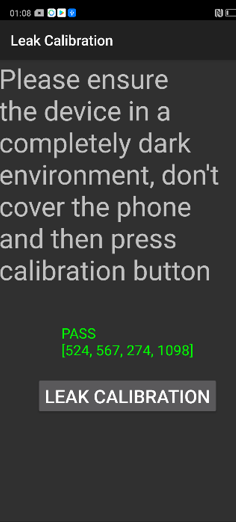 01:08
Leak Calibration
Please ensure
the device in a
completely dark
environment, don't
cover the phone
and then press
calibration button
PASS
[524, 567, 274, 1098]
LEAK CALIBRATION